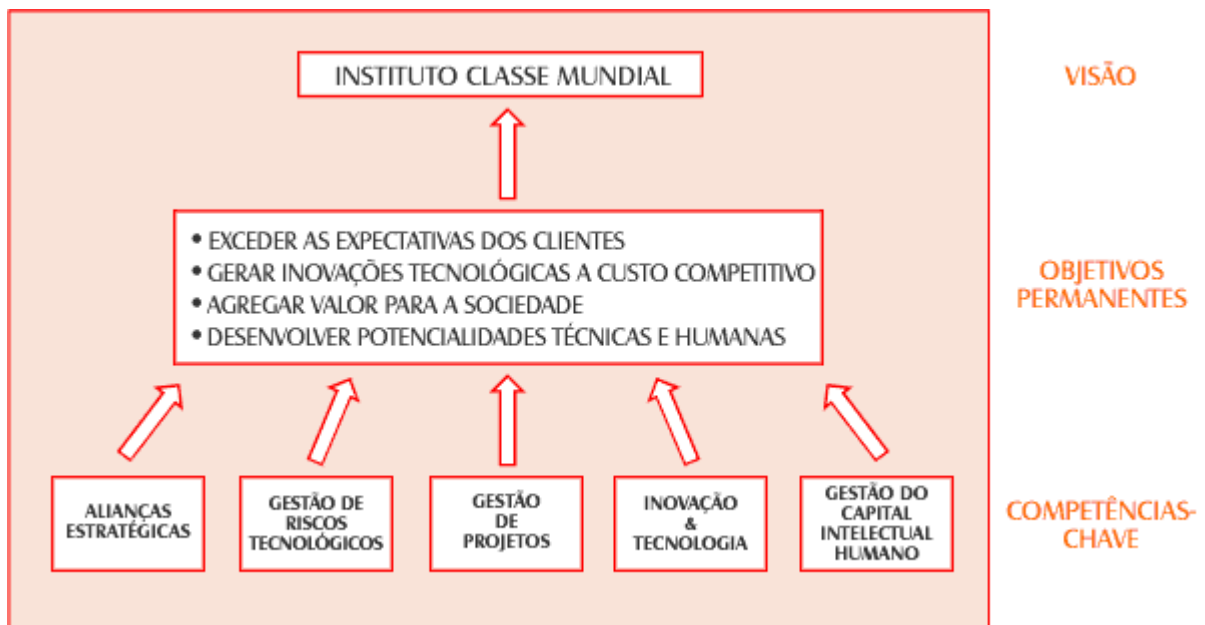 INSTITUTO CLASSE MUNDIAL
VISÃO
• EXCEDER AS EXPECTATIVAS DOS CLIENTES
• GERAR INOVAÇÕES TECNOLÓGICAS A CUSTO COMPETITIVO
• AGREGAR VALOR PARA A SOCIEDADE
• DESENVOLVER POTENCIALIDADES TÉCNICAS E HUMANAS
OBJETIVOS
PERMANENTES
ALIANÇAS
ESTRATÉGICAS
GESTÃO DE
RISCOS
TECNOLÓGICOS
GESTÃO
DE
PROJETOS
INOVAÇÃO
&
TECNOLOGIA
GESTÃO DO
CAPITAL
INTELECTUAL
HUMANO
COMPETÊNCIAS-
CHAVE